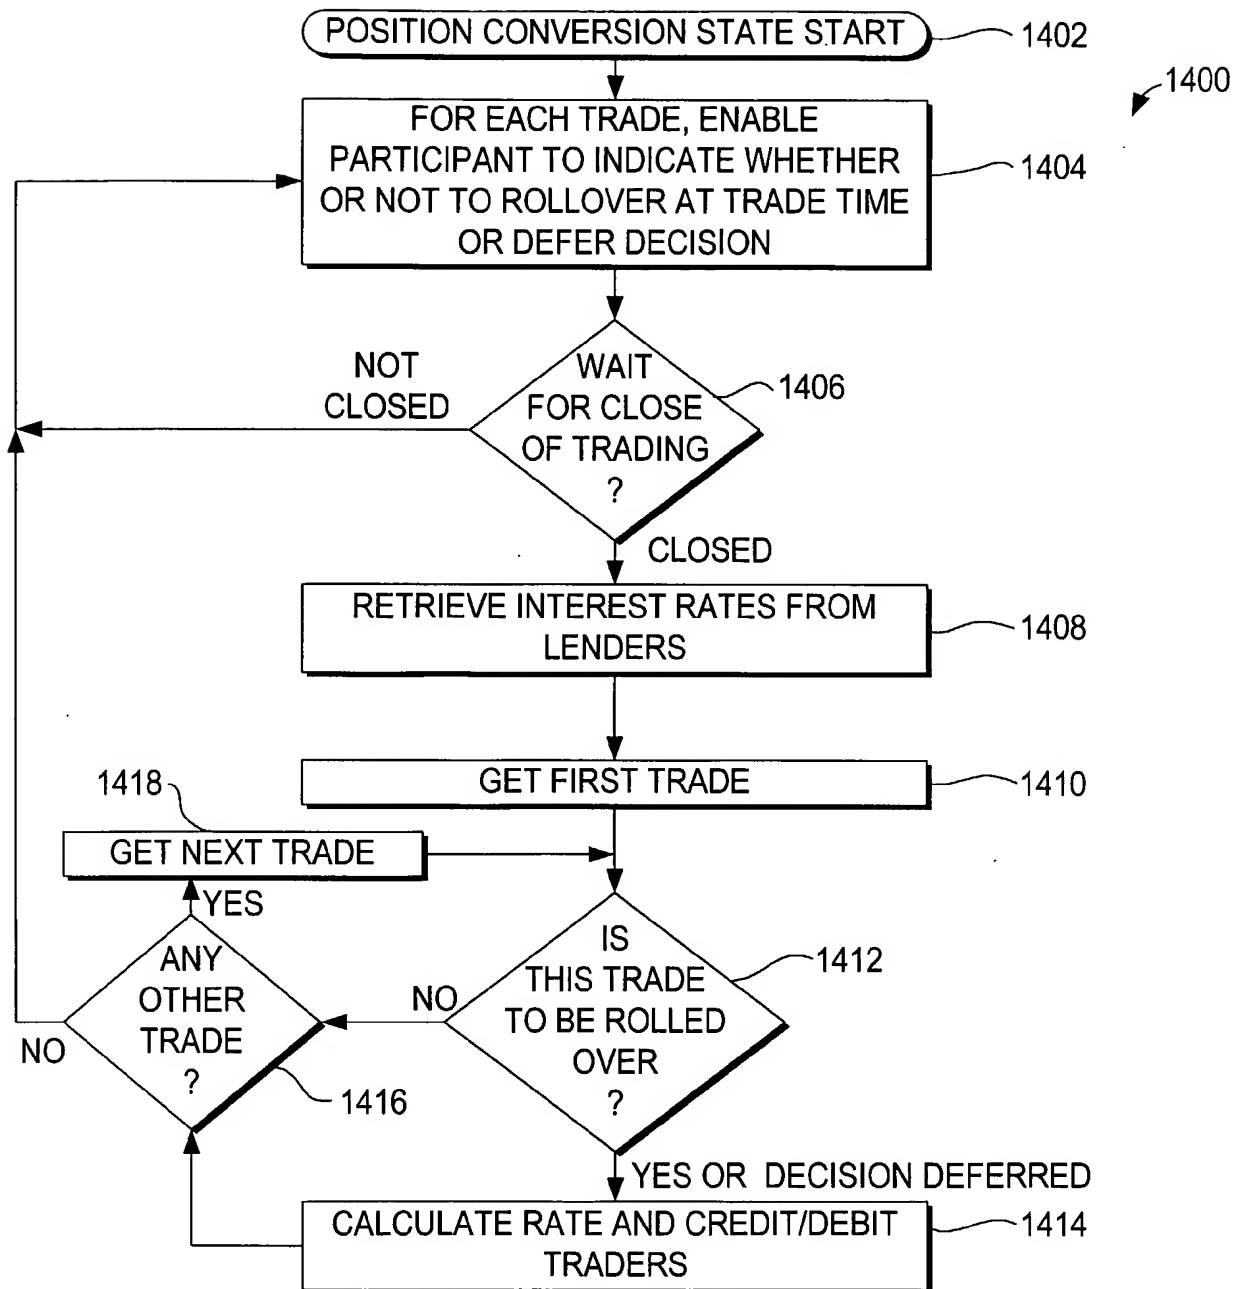 POSITION CONVERSION STATE START
1402
1400
FOR EACH TRADE, ENABLE
PARTICIPANT TO INDICATE WHETHER
OR NOT TO ROLLOVER AT TRADE TIME
OR DEFER DECISION
1404
WAIT
FOR CLOSE
OF TRADING
?
1406
NOT
CLOSED
CLOSED
RETRIEVE INTEREST RATES FROM
LENDERS
1408
GET FIRST TRADE
1410
1418
GET NEXT TRADE
YES
ANY
OTHER
TRADE
?
1416
NO
NO
IS
THIS TRADE
TO BE ROLLED
OVER
?
1412
YES OR DECISION DEFERRED
CALCULATE RATE AND CREDIT/DEBIT
TRADERS
1414